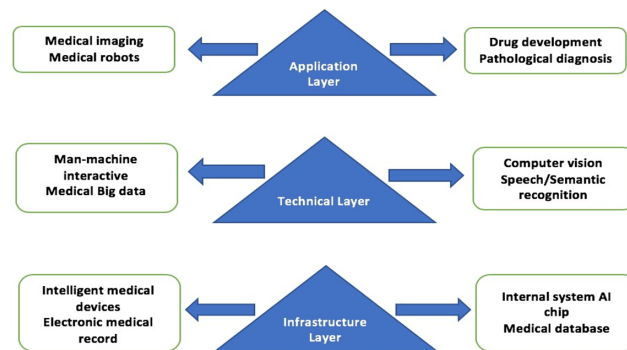 Medical imaging
Medical robots
Application
Layer
Drug development
Pathological diagnosis
Man-machine
interactive
Medical Big data
Technical Layer
Computer vision
Speech/Semantic
recognition
Intelligent medical
devices
Electronic medical
record
Infrastructure
Layer
Internal system AI
chip
Medical database